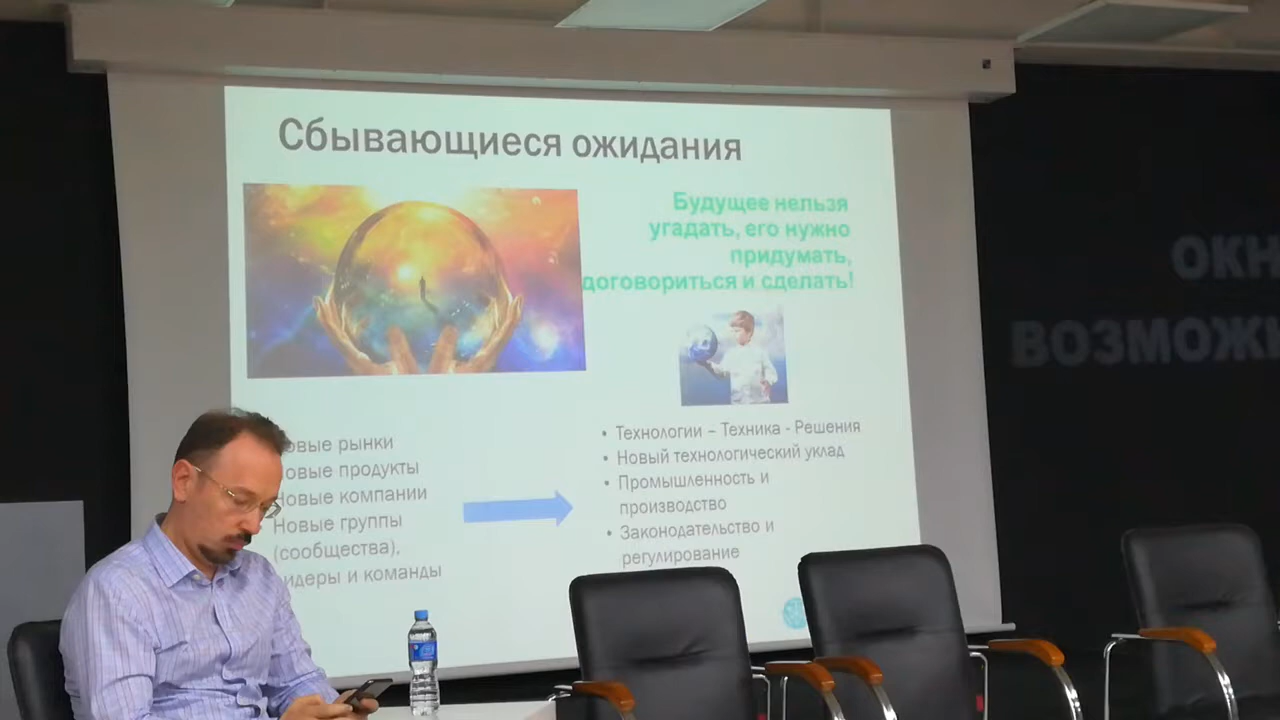 Сбывающиеся ожидания
Будущее нельзя
угадать, его нужно
придумать,
договориться и сделать!
овые рынки
овые продукты
Новые компании
Новые группы
(сообщества),
идеры и команды
• Технологии – Техника - Решения
• Новый технологический уклад
• Промышленность и
производство
• Законодательство и
регулирование
ОКН
ВОЗМОЖ